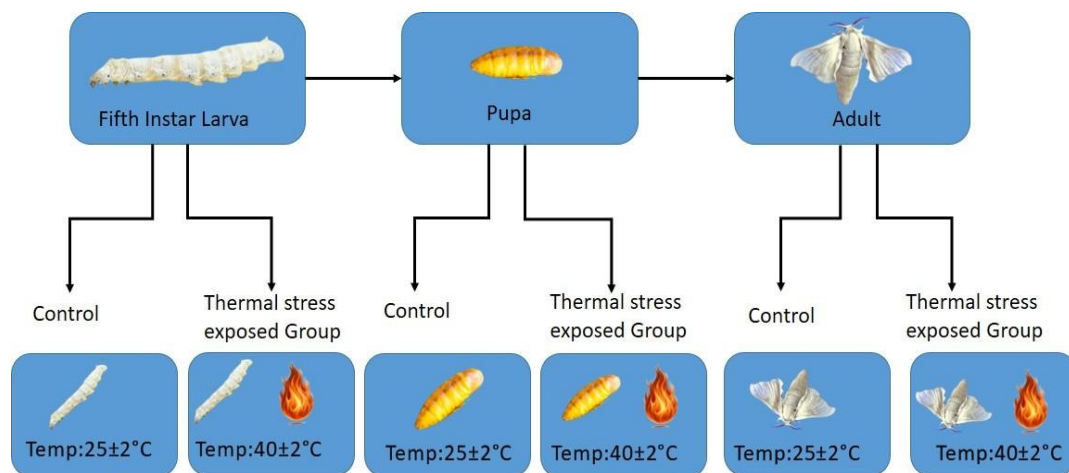 Fifth Instar Larva
Pupa
Adult
Control
Thermal stress
exposed Group
Control
Thermal stress
exposed Group
Control
Thermal stress
exposed Group
Temp:25±2°C
Temp:40±2°C
Temp:25±2°C
Temp:40±2°C
Temp:25±2°C
Temp:40±2°C